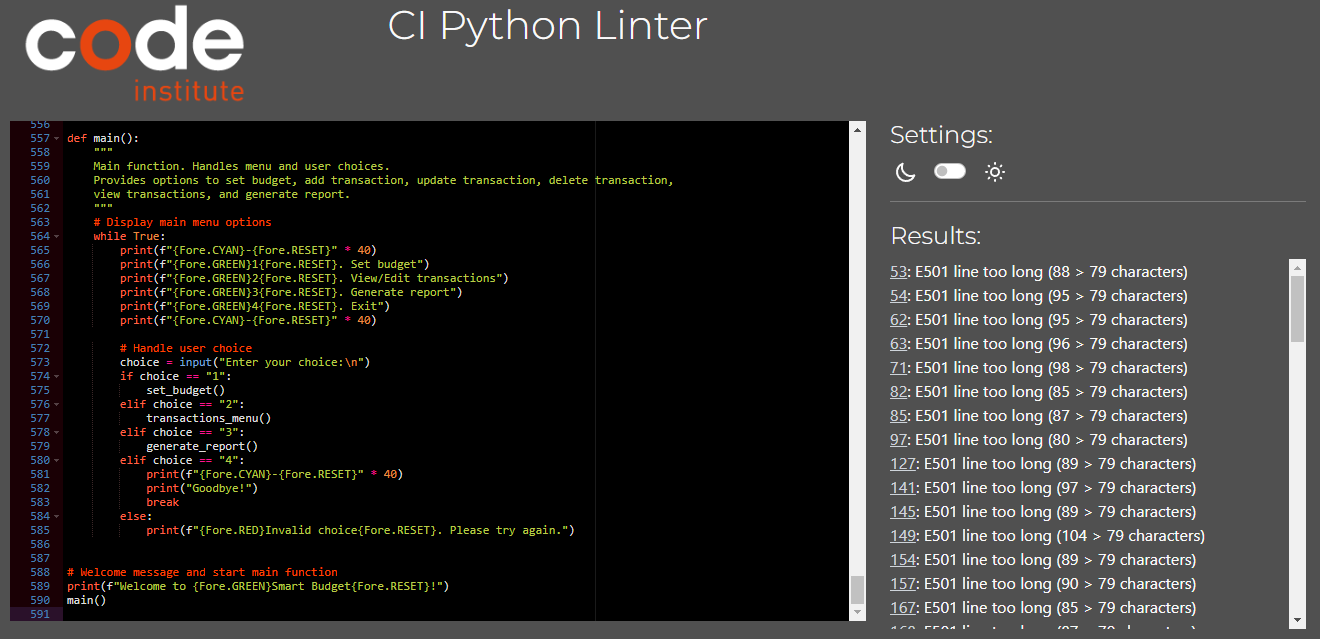 code
institute
CI Python Linter
556
557 def main():
558 """
559 Main function. Handles menu and user choices.
560 Provides options to set budget, add transaction, update transaction, delete transaction,
561 view transactions, and generate report.
562 """
563 # Display main menu options
564 while True:
565 print(f"{Fore.CYAN}-{Fore.RESET}" * 40)
566 print(f"{Fore.GREEN}1{Fore.RESET}. Set budget")
567 print(f"{Fore.GREEN}2{Fore.RESET}. View/Edit transactions")
568 print(f"{Fore.GREEN}3{Fore.RESET}. Generate report")
569 print(f"{Fore.GREEN}4{Fore.RESET}. Exit")
570 print(f"{Fore.CYAN}-{Fore.RESET}" * 40)
571
572 # Handle user choice
573 choice = input("Enter your choice:\n")
574 if choice == "1":
575 set_budget()
576 elif choice == "2":
577 transactions_menu()
578 elif choice == "3":
579 generate_report()
580 elif choice == "4":
581 print(f"{Fore.CYAN}-{Fore.RESET}" * 40)
582 print("Goodbye!")
583 break
584 else:
585 print(f"{Fore.RED}Invalid choice{Fore.RESET}. Please try again.")
586
587
588 # Welcome message and start main function
589 print(f"Welcome to {Fore.GREEN}Smart Budget{Fore.RESET}!")
590 main()
591
Settings:
Results:
53: E501 line too long (88 > 79 characters)
54: E501 line too long (95 > 79 characters)
62: E501 line too long (95 > 79 characters)
63: E501 line too long (96 > 79 characters)
71: E501 line too long (98 > 79 characters)
82: E501 line too long (85 > 79 characters)
85: E501 line too long (87 > 79 characters)
97: E501 line too long (80 > 79 characters)
127: E501 line too long (89 > 79 characters)
141: E501 line too long (97 > 79 characters)
145: E501 line too long (89 > 79 characters)
149: E501 line too long (104 > 79 characters)
154: E501 line too long (89 > 79 characters)
157: E501 line too long (90 > 79 characters)
167: E501 line too long (85 > 79 characters)